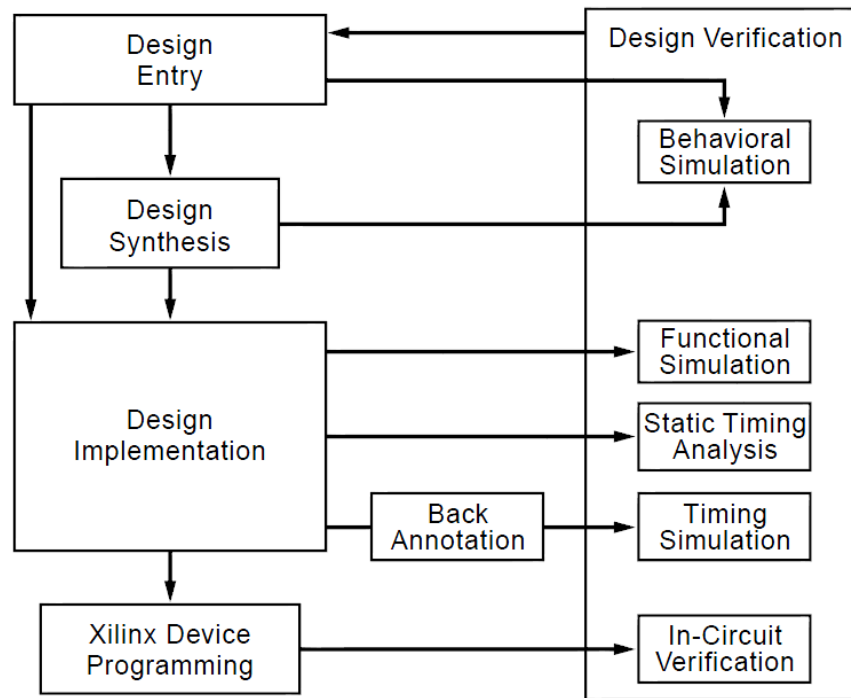 Design
Entry
Design Verification
Behavioral
Simulation
Design
Synthesis
Functional
Simulation
Design
Implementation
Static Timing
Analysis
Back
Annotation
Timing
Simulation
Xilinx Device
Programming
In-Circuit
Verification